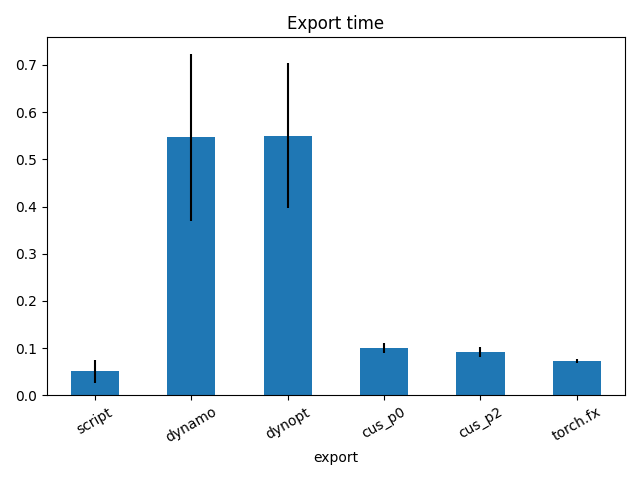 Export time
0.7
0.6
0.5
0.4
0.3
0.2
0.1
0.0
script
dynamo
dynopt
cus_p0
cus_p2
torch.fx
export